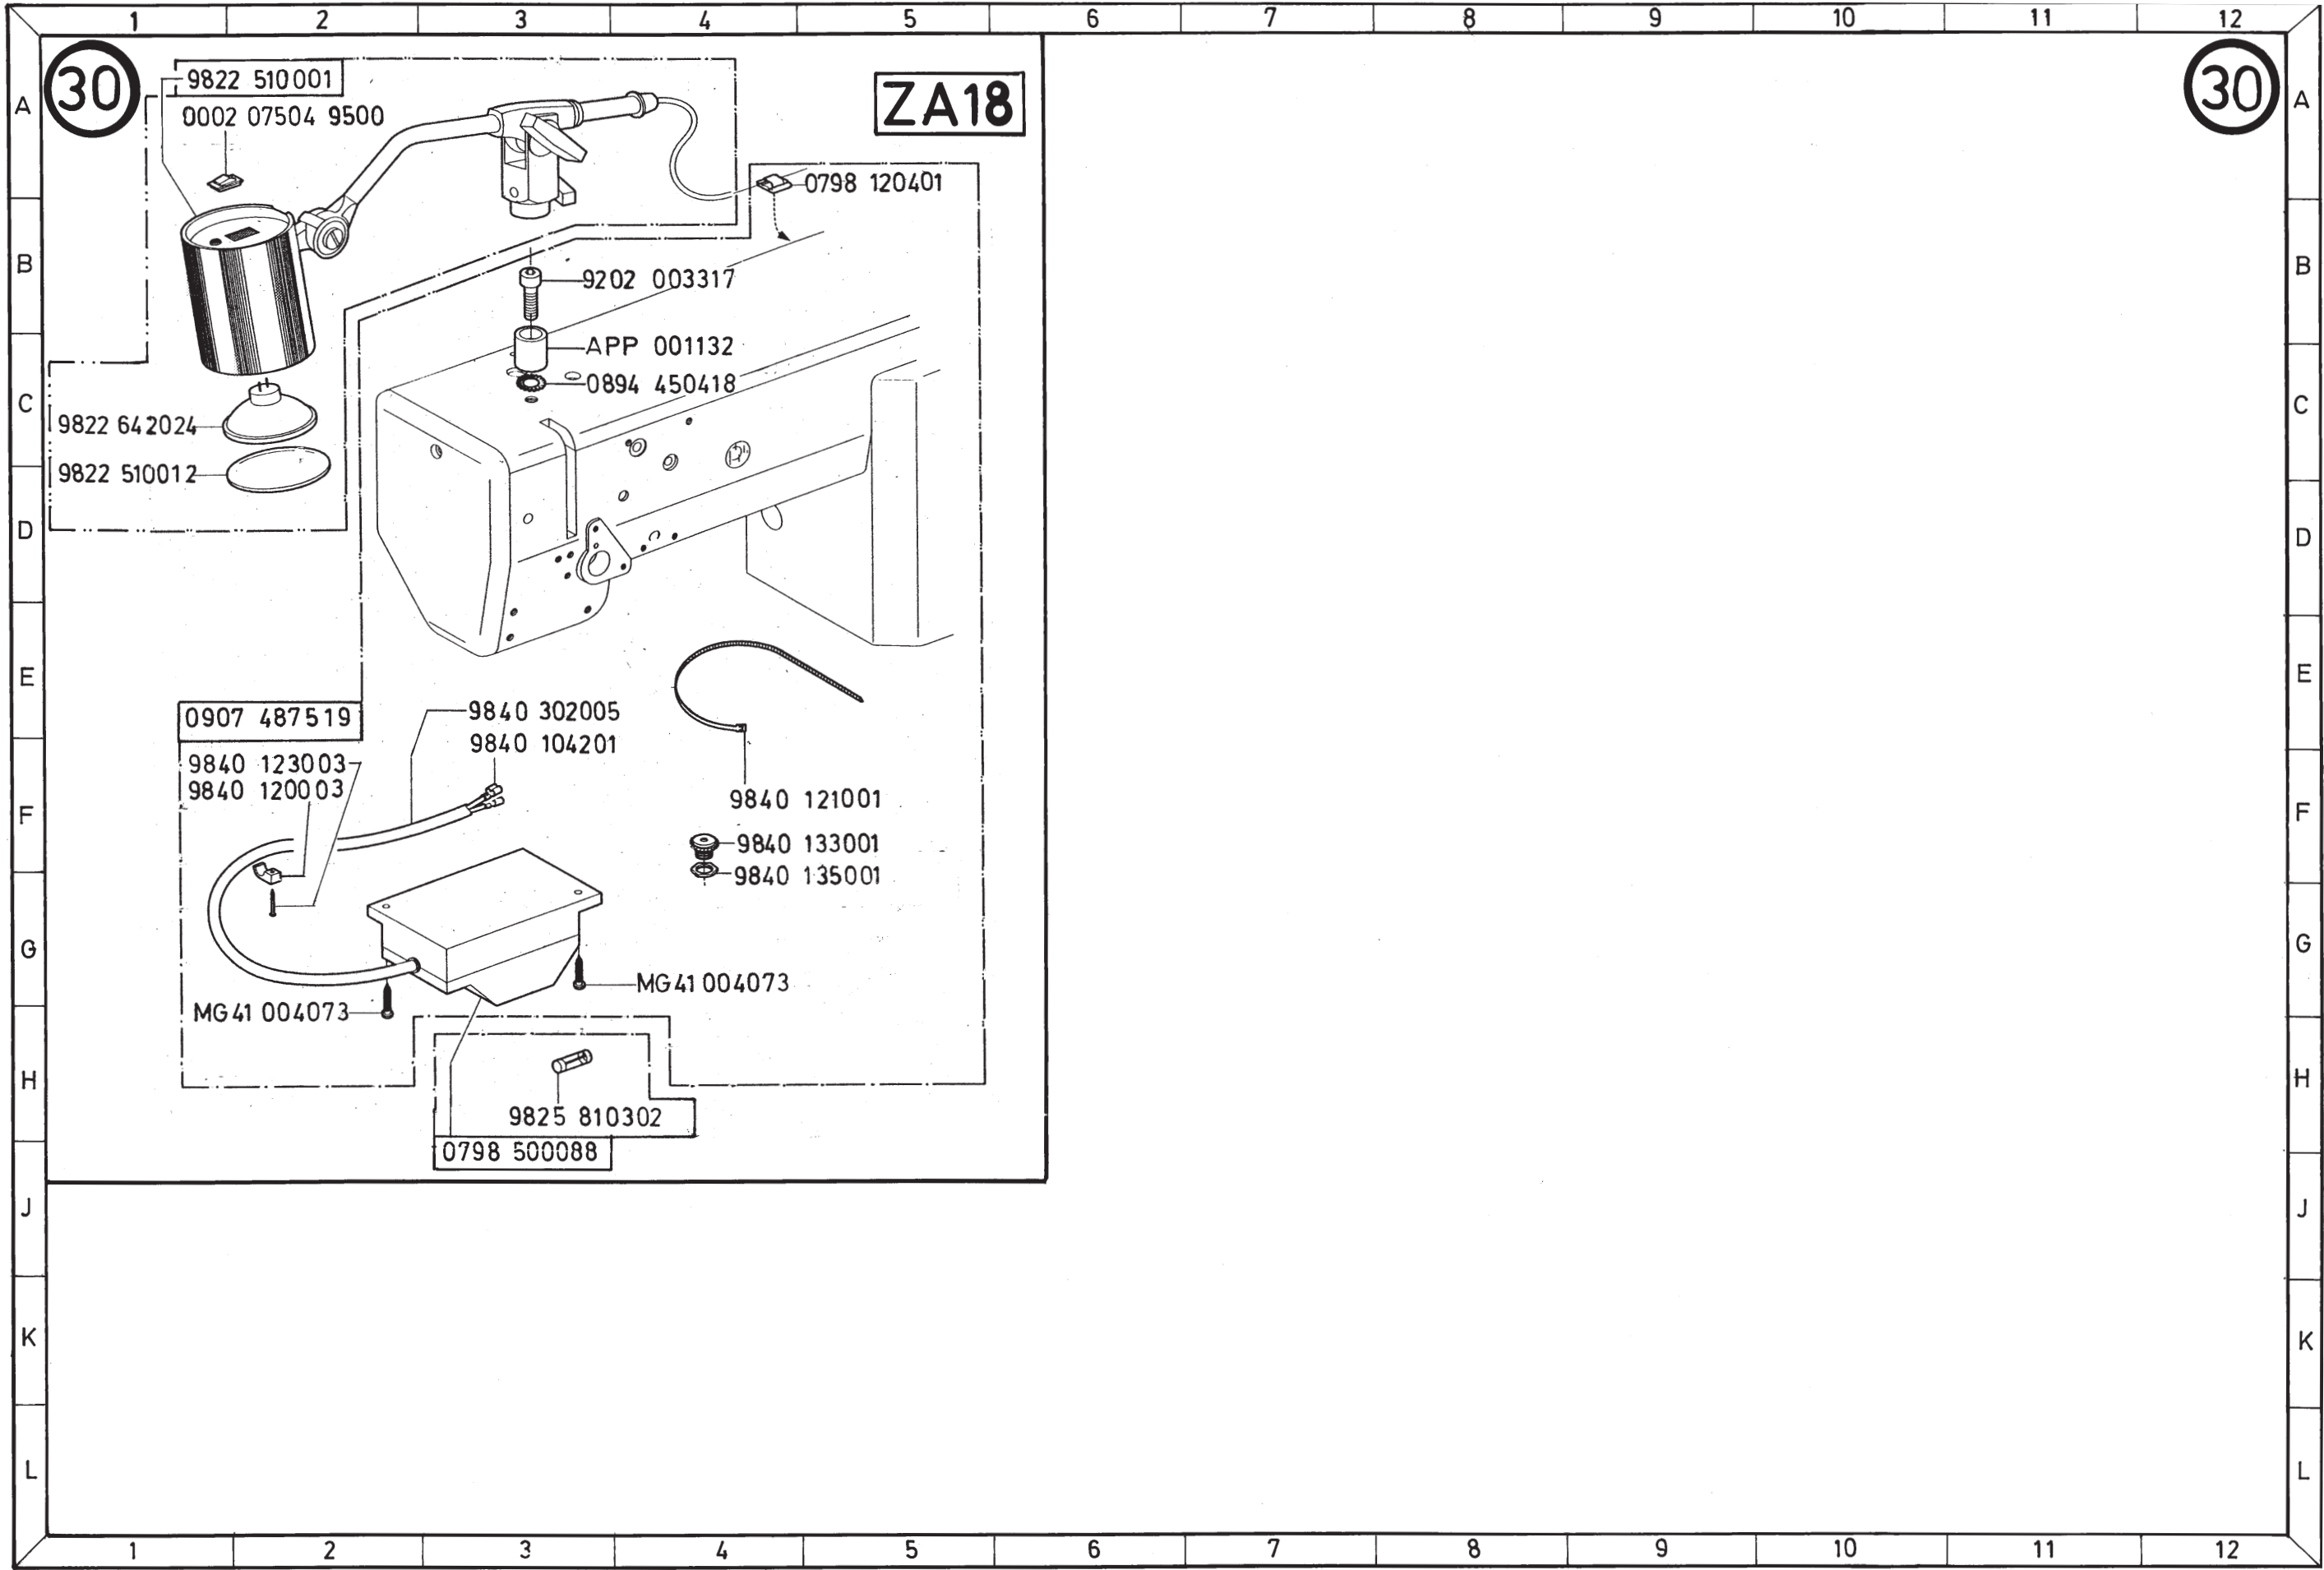 1 2 3 4 5 6 7 8 9 10 11 12
A
B
C
D
E
F
G
H
J
K
L
30
9822 510001
0002 07504 9500
ZA18
30
0798 120401
9202 003317
APP 001132
0894 450418
9822 642024
9822 510012
0907 487519
9840 302005
9840 104201
9840 123003
9840 120003
9840 121001
9840 133001
9840 135001
MG41 004073
MG41 004073
9825 810302
0798 500088
A
B
C
D
E
F
G
H
J
K
L
1 2 3 4 5 6 7 8 9 10 11 12